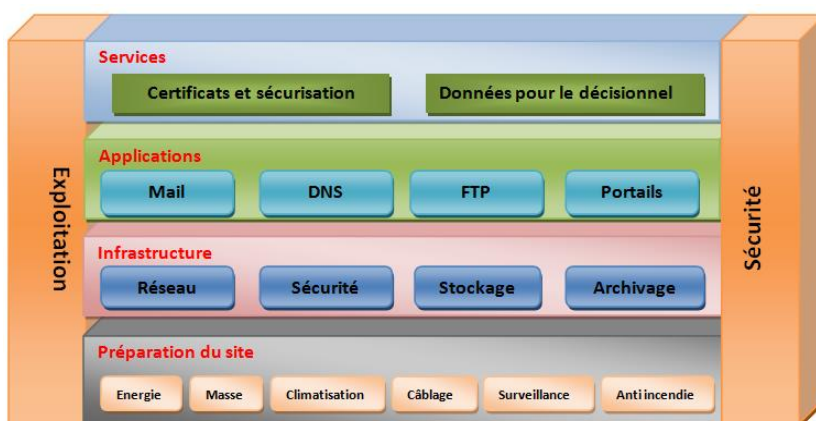 Exploitation
Services
Certificats et sécurisation
Données pour le décisionnel
Applications
Mail
DNS
FTP
Portails
Infrastructure
Réseau
Sécurité
Stockage
Archivage
Préparation du site
Energie
Masse
Climatisation
Câblage
Surveillance
Anti incendie
Sécurité